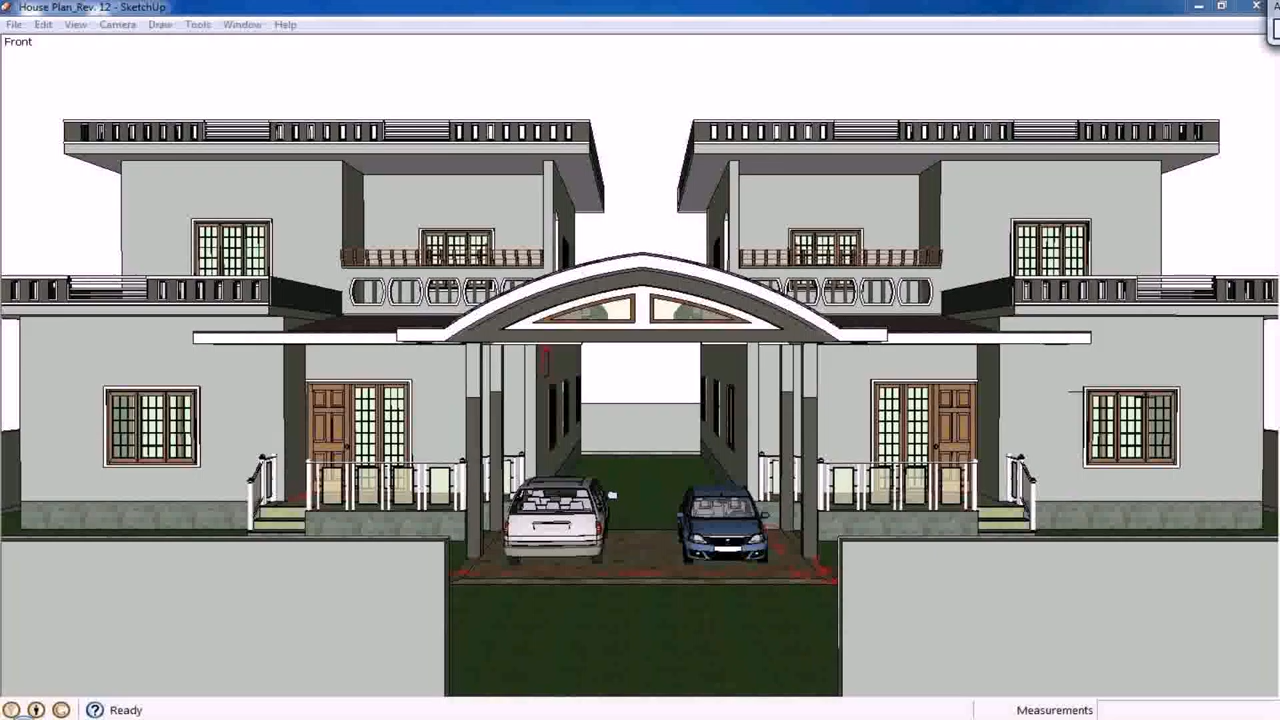 House Plan_Rev. 12 - SketchUp
File Edit View Camera Draw Tools Window Help
Front
Ready
Measurements